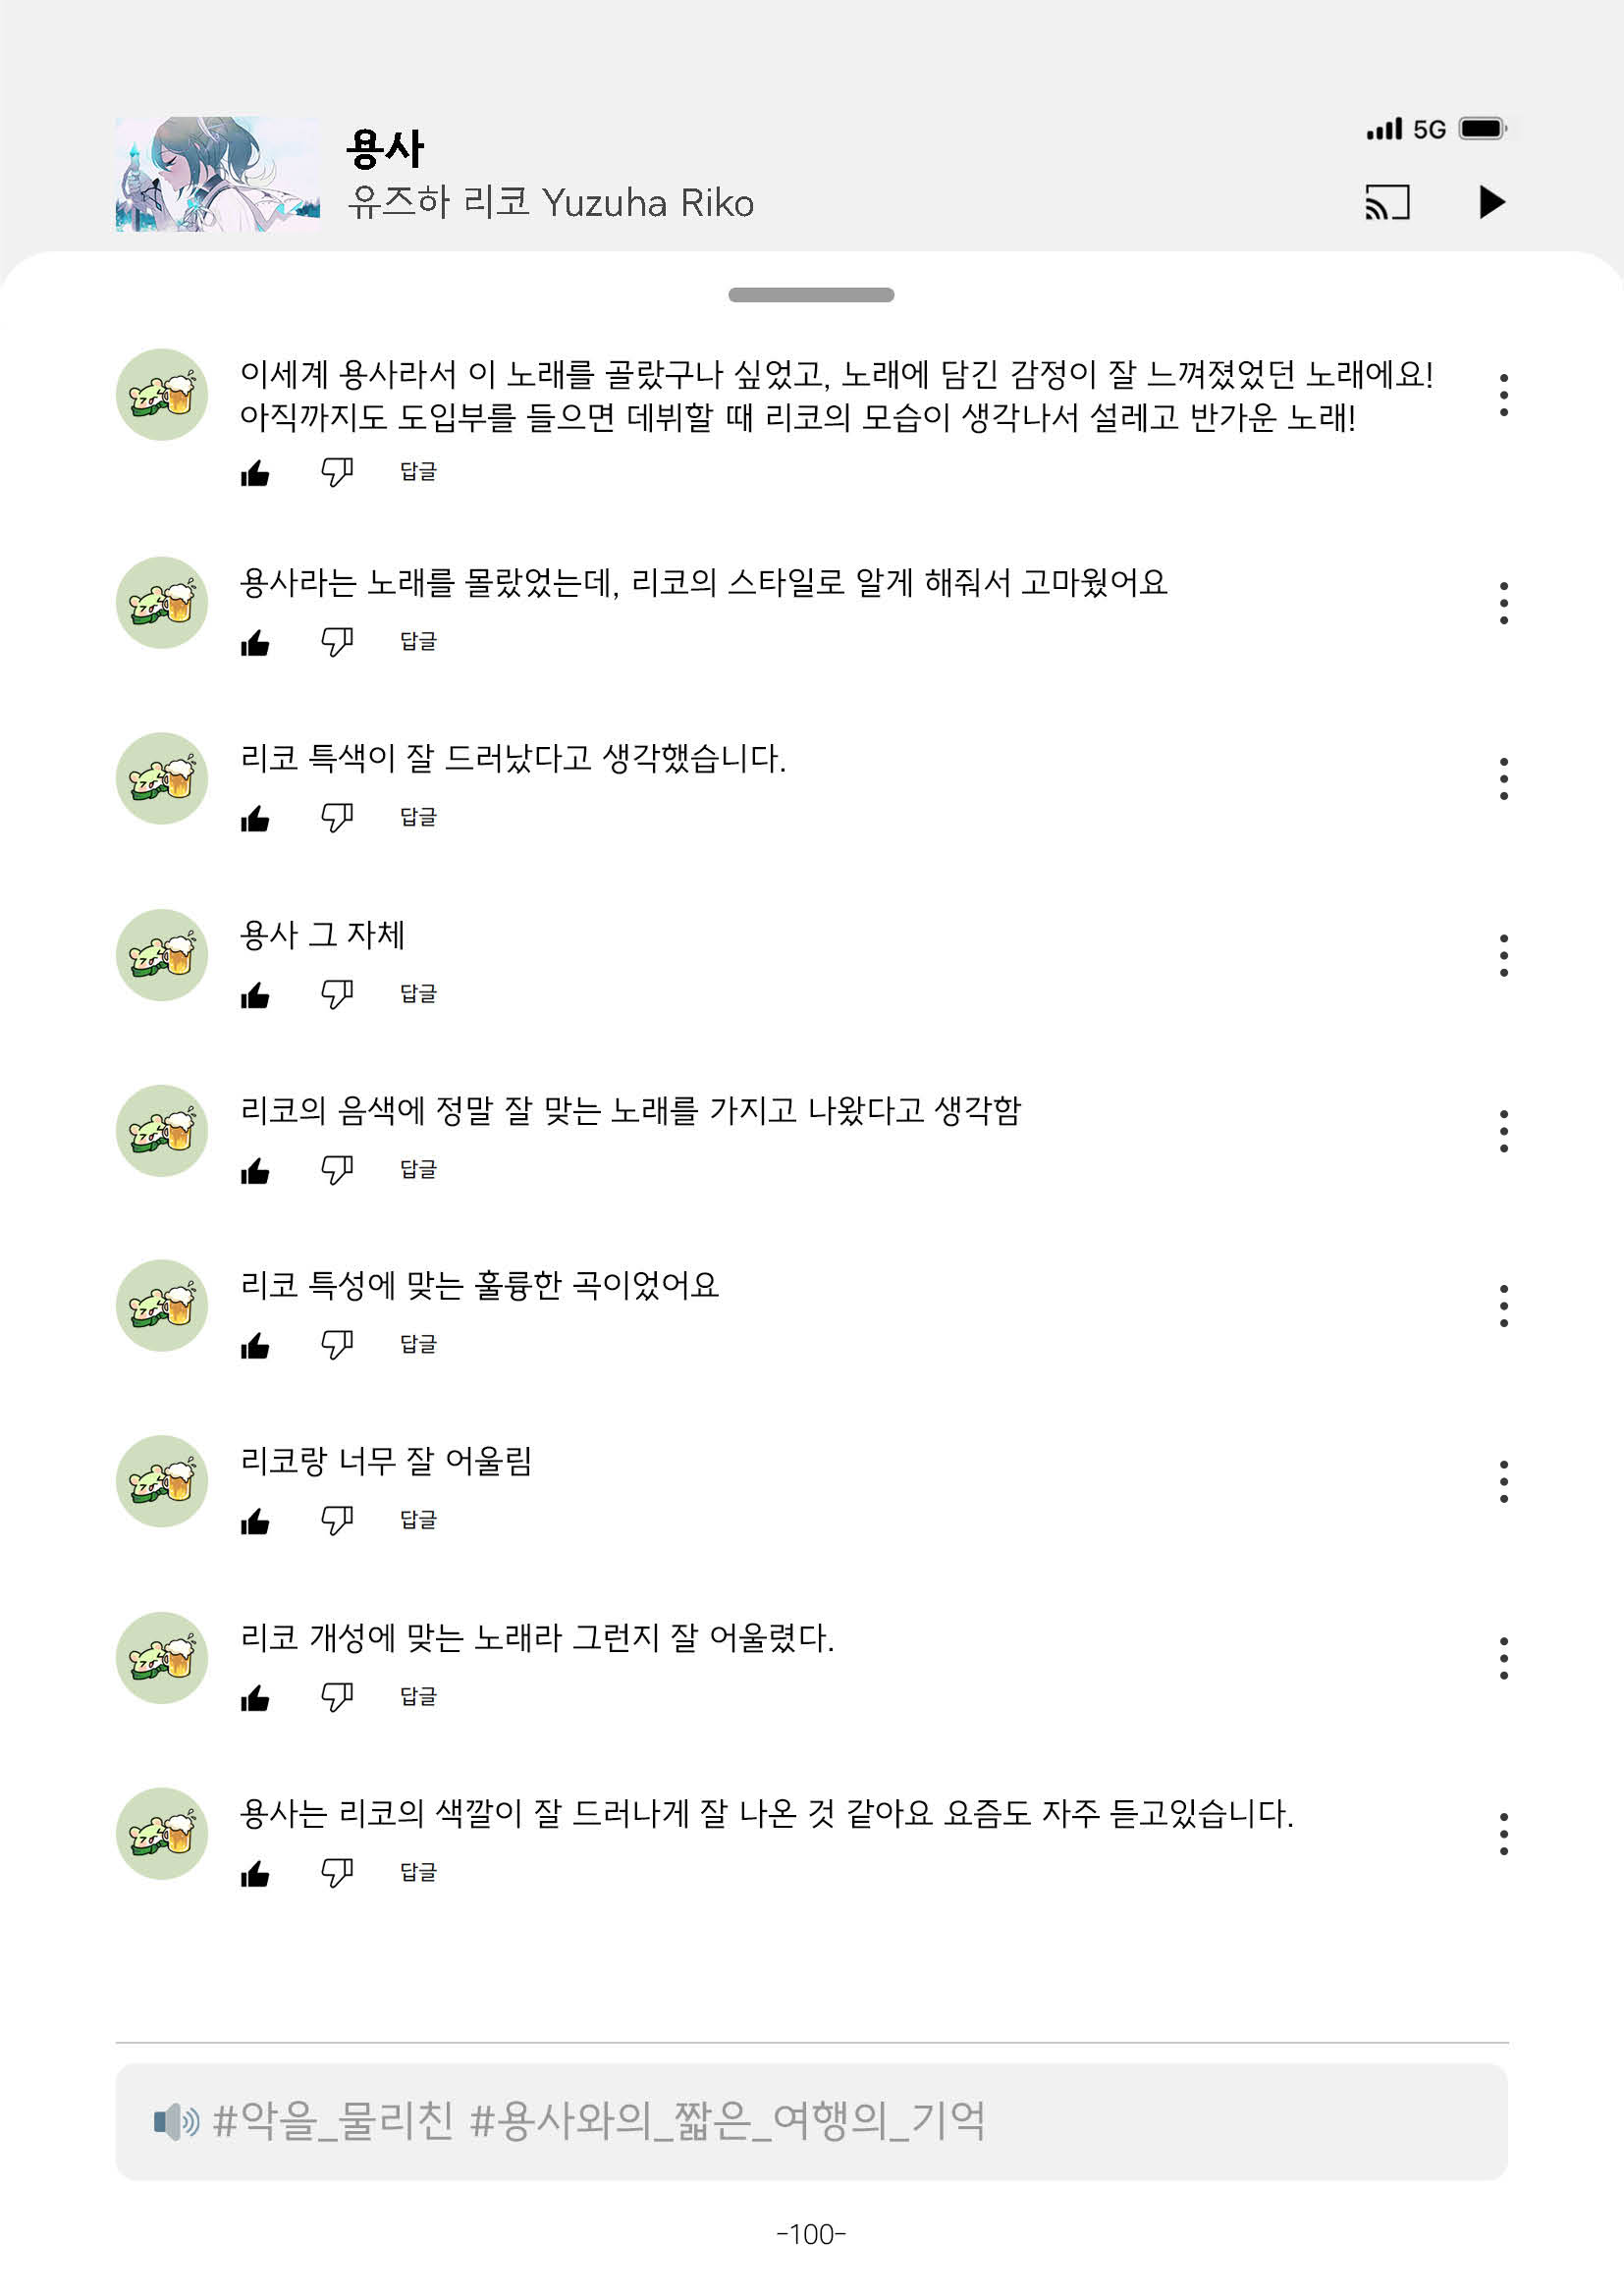 용사
유즈하 리코 Yuzuha Riko
5G
이세계 용사라서 이 노래를 골랐구나 싶었고, 노래에 담긴 감정이 잘 느껴졌었던 노래에요!
아직까지도 도입부를 들으면 데뷔할 때 리코의 모습이 생각나서 설레고 반가운 노래!
답글
용사라는 노래를 몰랐었는데, 리코의 스타일로 알게 해줘서 고마웠어요
답글
리코 특색이 잘 드러났다고 생각했습니다.
답글
용사 그 자체
답글
리코의 음색에 정말 잘 맞는 노래를 가지고 나왔다고 생각함
답글
리코 특성에 맞는 훌륭한 곡이었어요
답글
리코랑 너무 잘 어울림
답글
리코 개성에 맞는 노래라 그런지 잘 어울렸다.
답글
용사는 리코의 색깔이 잘 드러나게 잘 나온 것 같아요 요즘도 자주 듣고있습니다.
답글
#악을_물리친 #용사와의_짧은_여행의_기억
-100-